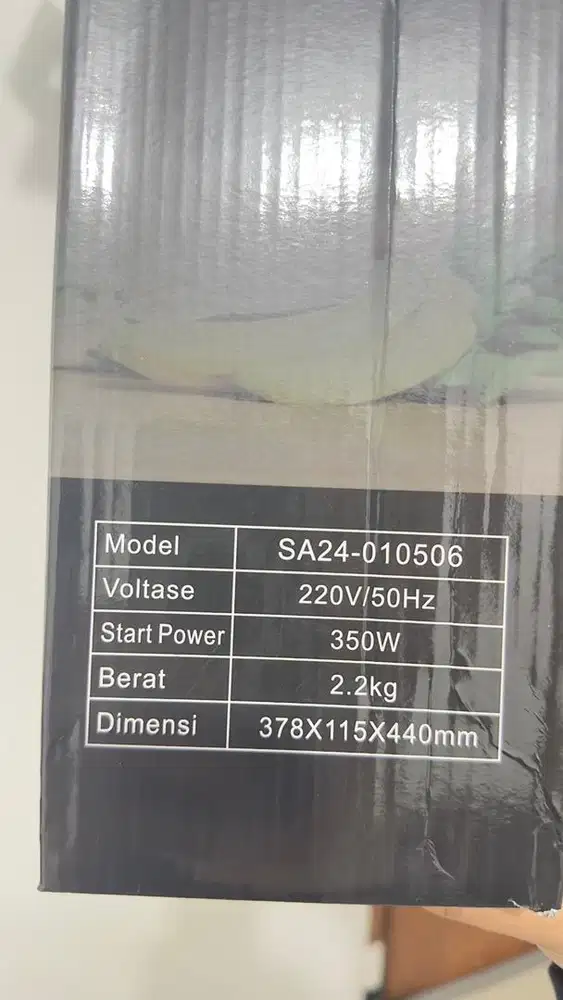 Model SA24-010506
Voltase 220V/50Hz
Start Power 350W
Berat 2.2kg
Dimensi 378X115X440mm